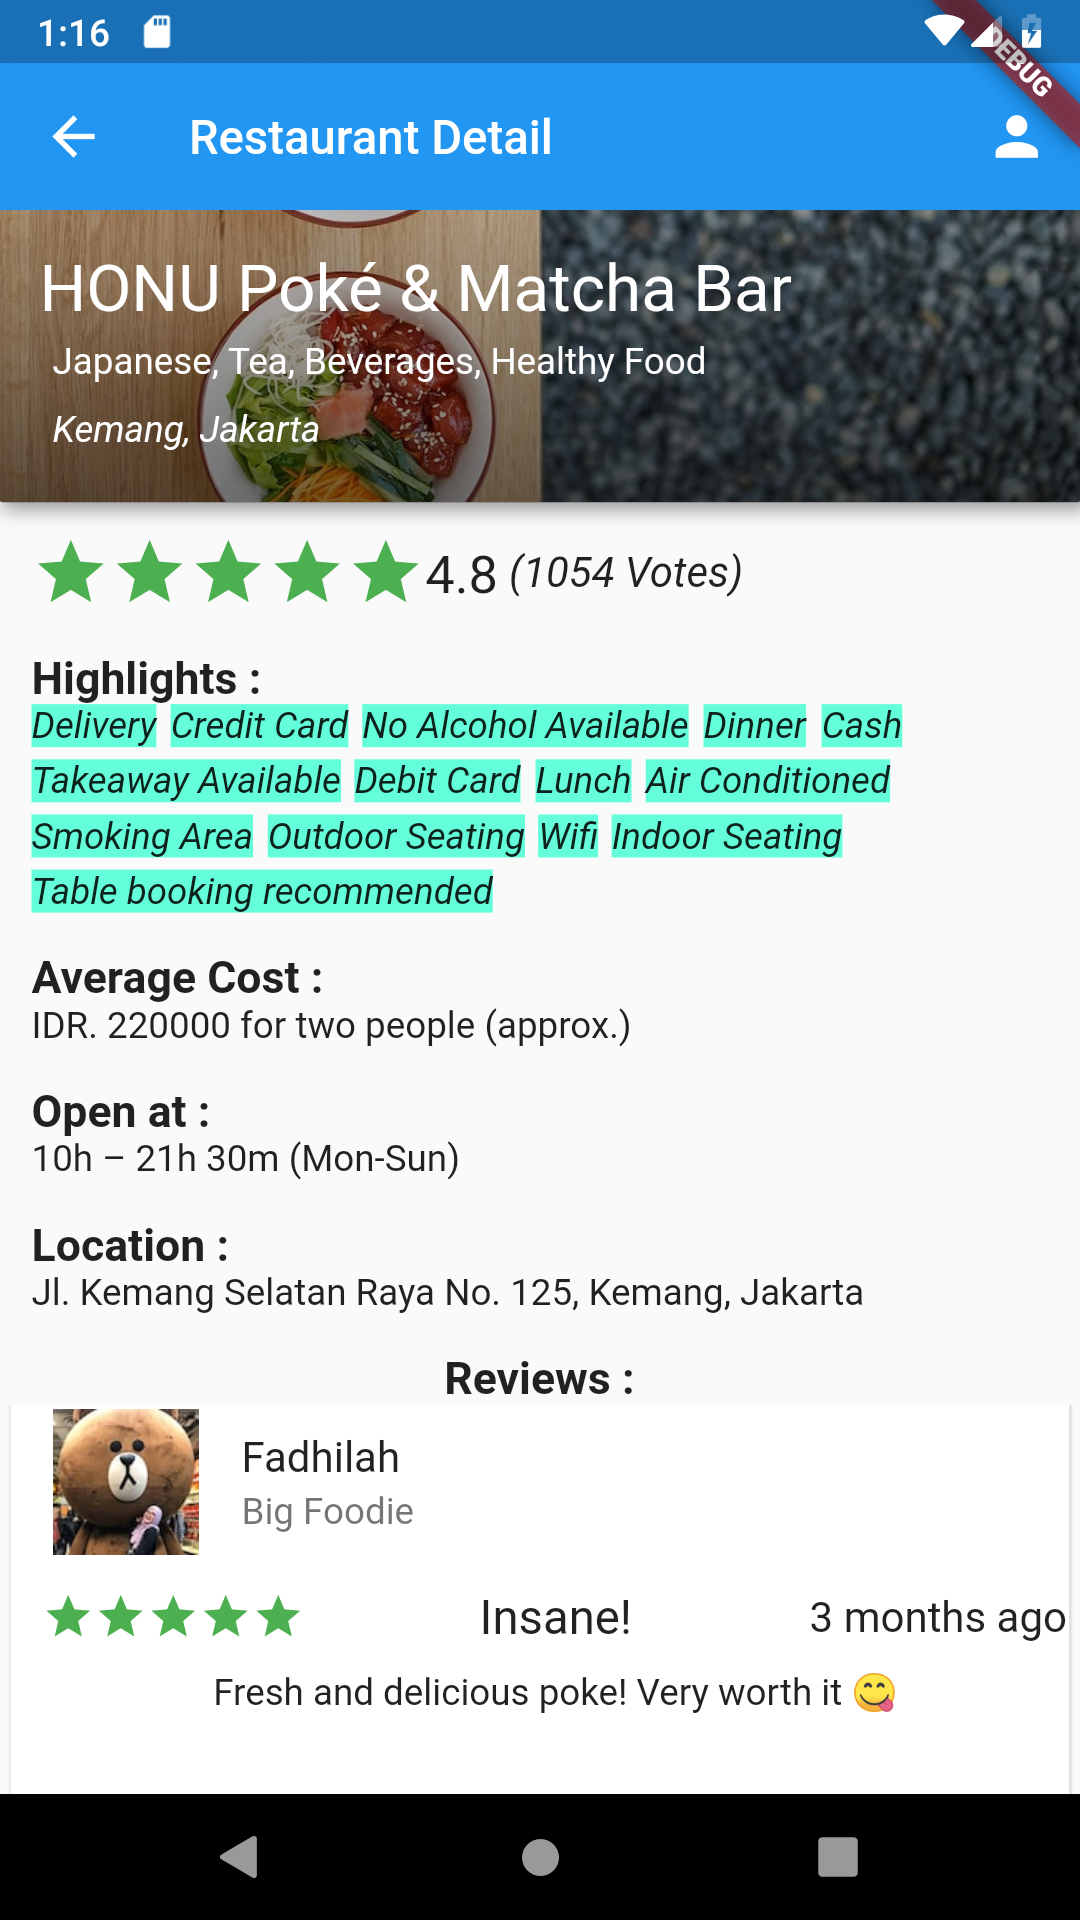 1:16
DEBUG
Restaurant Detail
HONU Poké & Matcha Bar
Japanese, Tea, Beverages, Healthy Food
Kemang, Jakarta
4.8 (1054 Votes)
Highlights :
Delivery Credit Card No Alcohol Available Dinner Cash
Takeaway Available Debit Card Lunch Air Conditioned
Smoking Area Outdoor Seating Wifi Indoor Seating
Table booking recommended
Average Cost :
IDR. 220000 for two people (approx.)
Open at :
10h – 21h 30m (Mon-Sun)
Location :
Jl. Kemang Selatan Raya No. 125, Kemang, Jakarta
Reviews :
Fadhilah
Big Foodie
Insane! 3 months ago
Fresh and delicious poke! Very worth it 😋